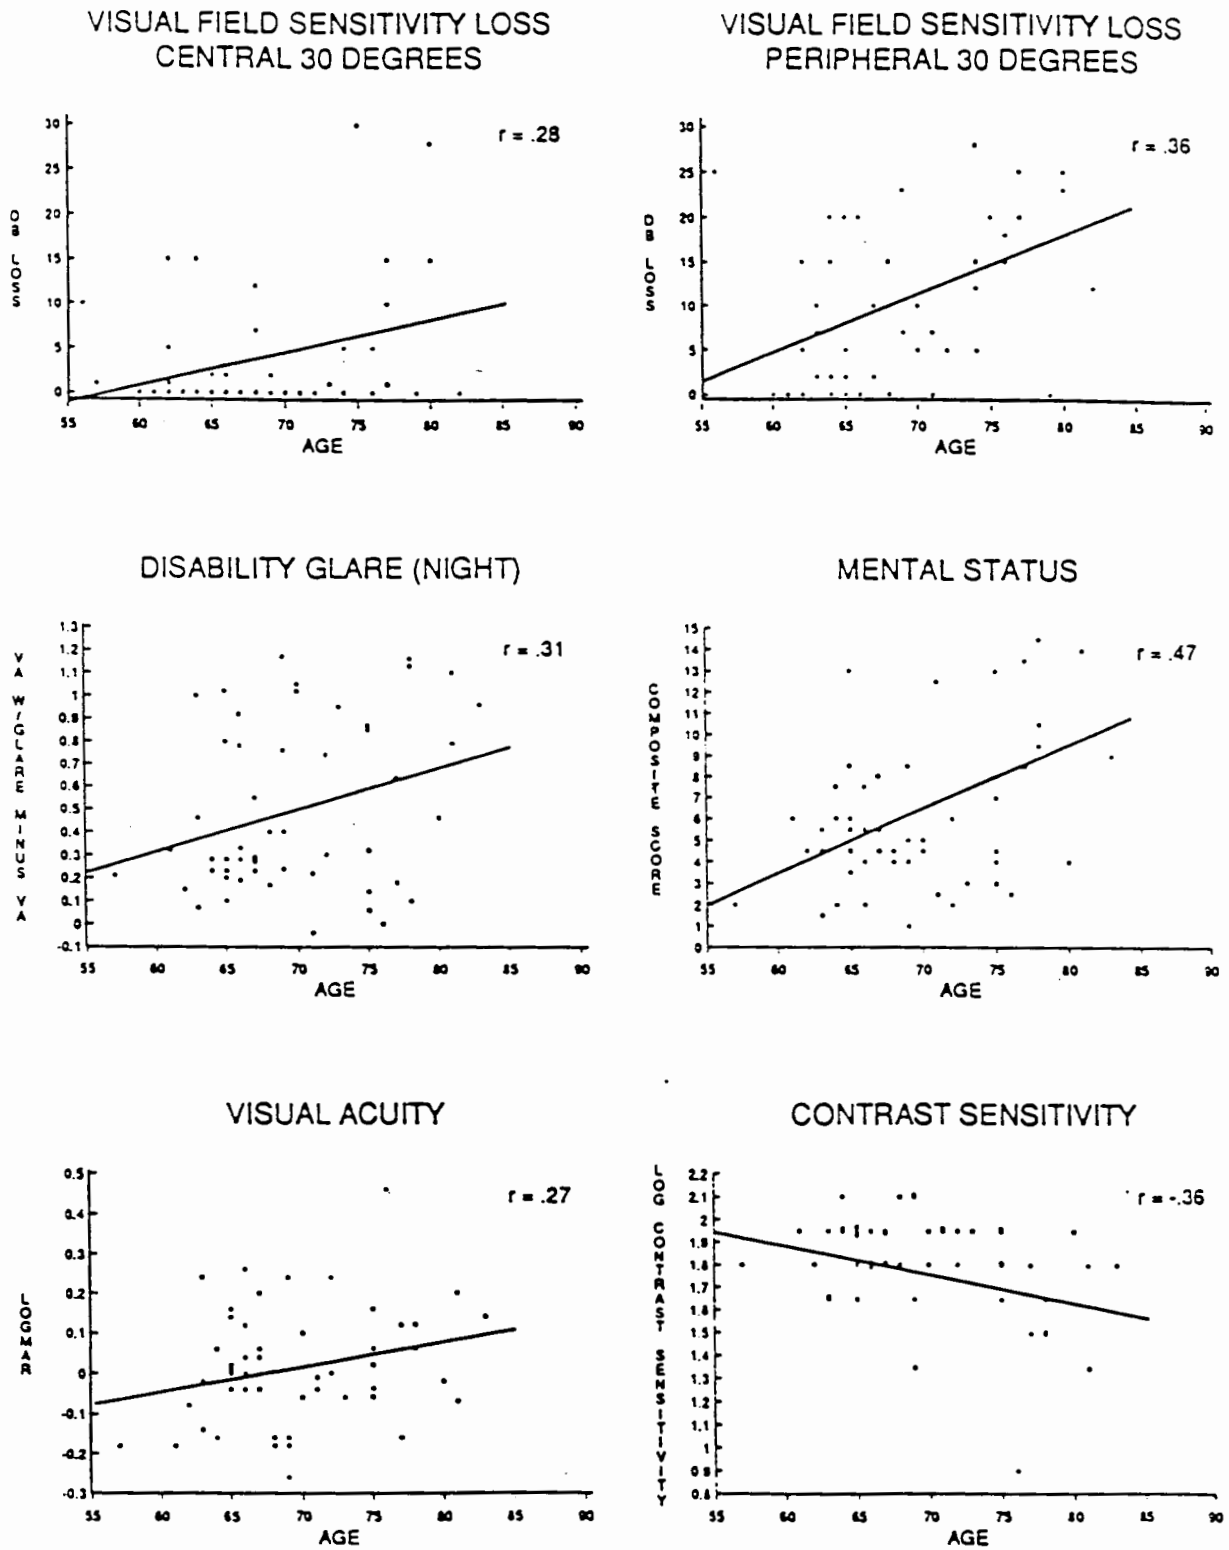 VISUAL FIELD SENSITIVITY LOSS
CENTRAL 30 DEGREES
r = .28
30
25
20
15
10
5
0
DB LOSS
55 60 65 70 75 80 85 90
AGE
VISUAL FIELD SENSITIVITY LOSS
PERIPHERAL 30 DEGREES
r = .36
30
25
20
15
10
5
0
DB LOSS
55 60 65 70 75 80 85 90
AGE
DISABILITY GLARE (NIGHT)
r = .31
1.3
1.2
1.1
1
0.9
0.8
0.7
0.6
0.5
0.4
0.3
0.2
0.1
0
-0.1
VA W/GLARE MINUS VA
55 60 65 70 75 80 85 90
AGE
MENTAL STATUS
r = .47
15
14
13
12
11
10
9
8
7
6
5
4
3
2
1
0
COMPOSITE SCORE
55 60 65 70 75 80 85 90
AGE
VISUAL ACUITY
r = .27
0.5
0.4
0.3
0.2
0.1
0
-0.1
-0.2
-0.3
LOGMAR
55 60 65 70 75 80 85 90
AGE
CONTRAST SENSITIVITY
r = -.36
2.2
2.1
2
1.9
1.8
1.7
1.6
1.5
1.4
1.3
1.2
1.1
1
0.9
0.8
LOG CONTRAST SENSITIVITY
55 60 65 70 75 80 85 90
AGE